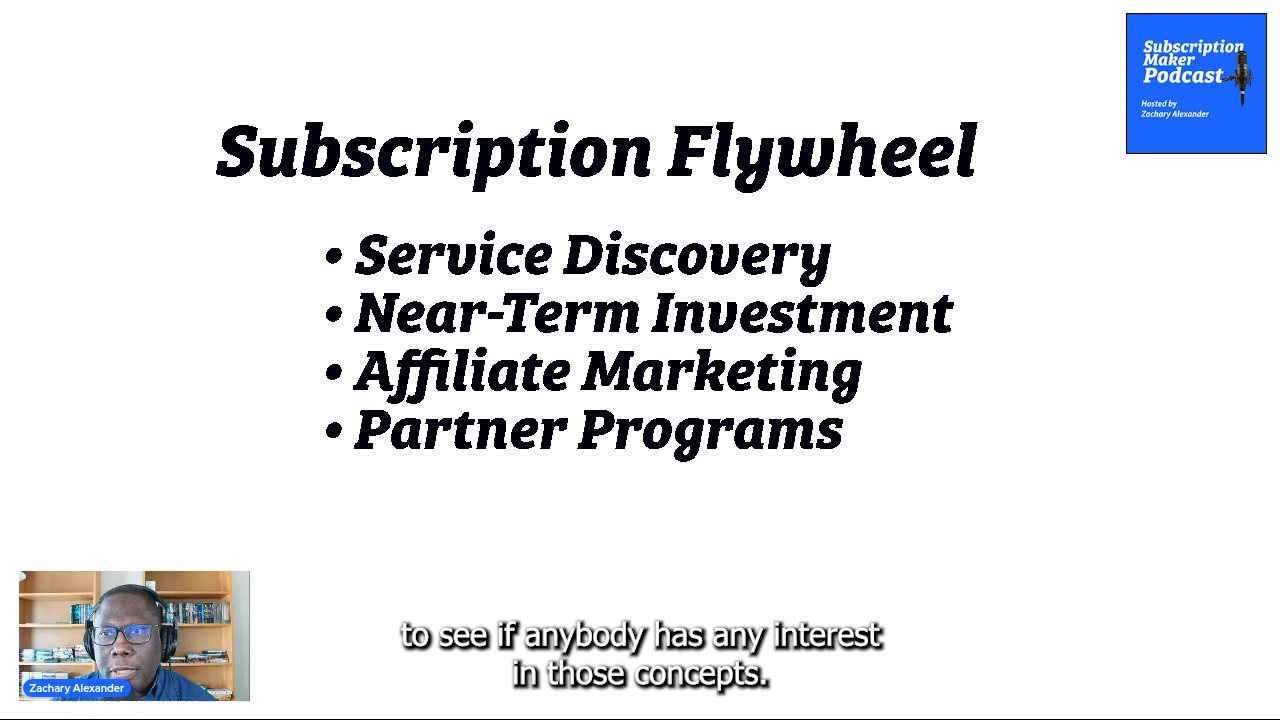 Subscription
Maker
Podcast
Hosted by
Zachary Alexander
Subscription Flywheel
• Service Discovery
• Near-Term Investment
• Affiliate Marketing
• Partner Programs
Zachary Alexander
to see if anybody has any interest
in those concepts.